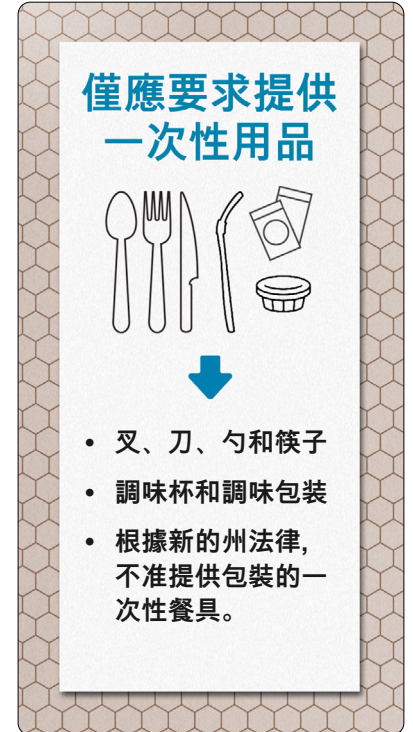 僅應要求提供
一次性用品
• 叉、刀、勺和筷子
• 調味杯和調味包装
• 根據新的州法律,
不准提供包裝的一
次性餐具。